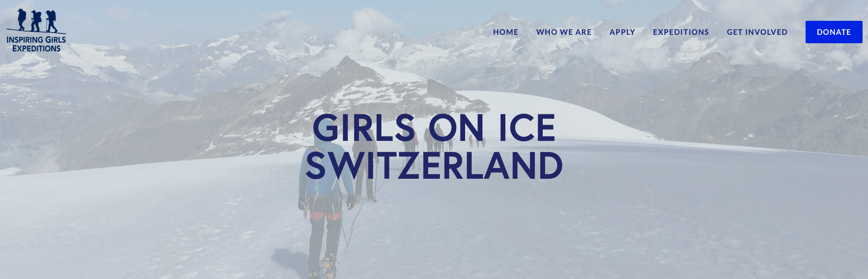 INSPIRING GIRLS
EXPEDITIONS
HOME WHO WE ARE APPLY EXPEDITIONS GET INVOLVED DONATE
GIRLS ON ICE
SWITZERLAND